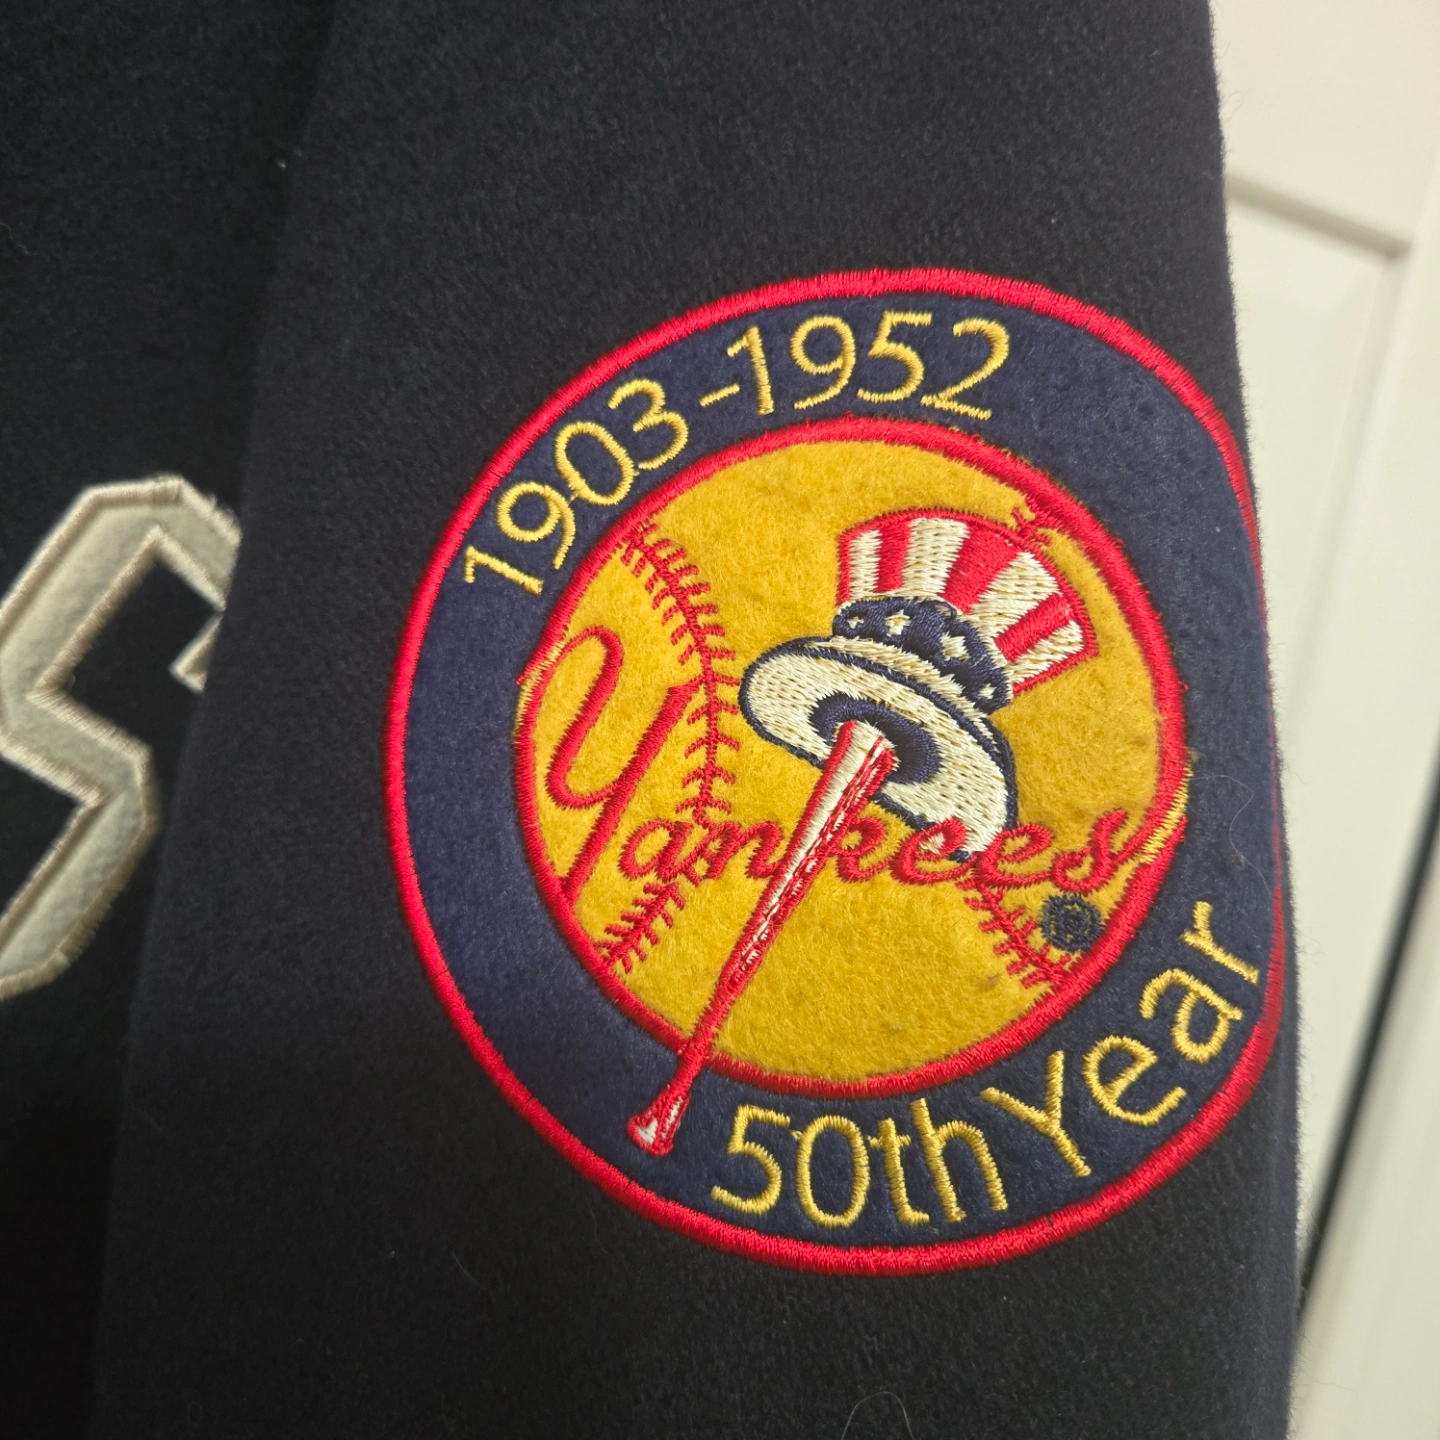 1903-1952
Yankees
50th Year
S